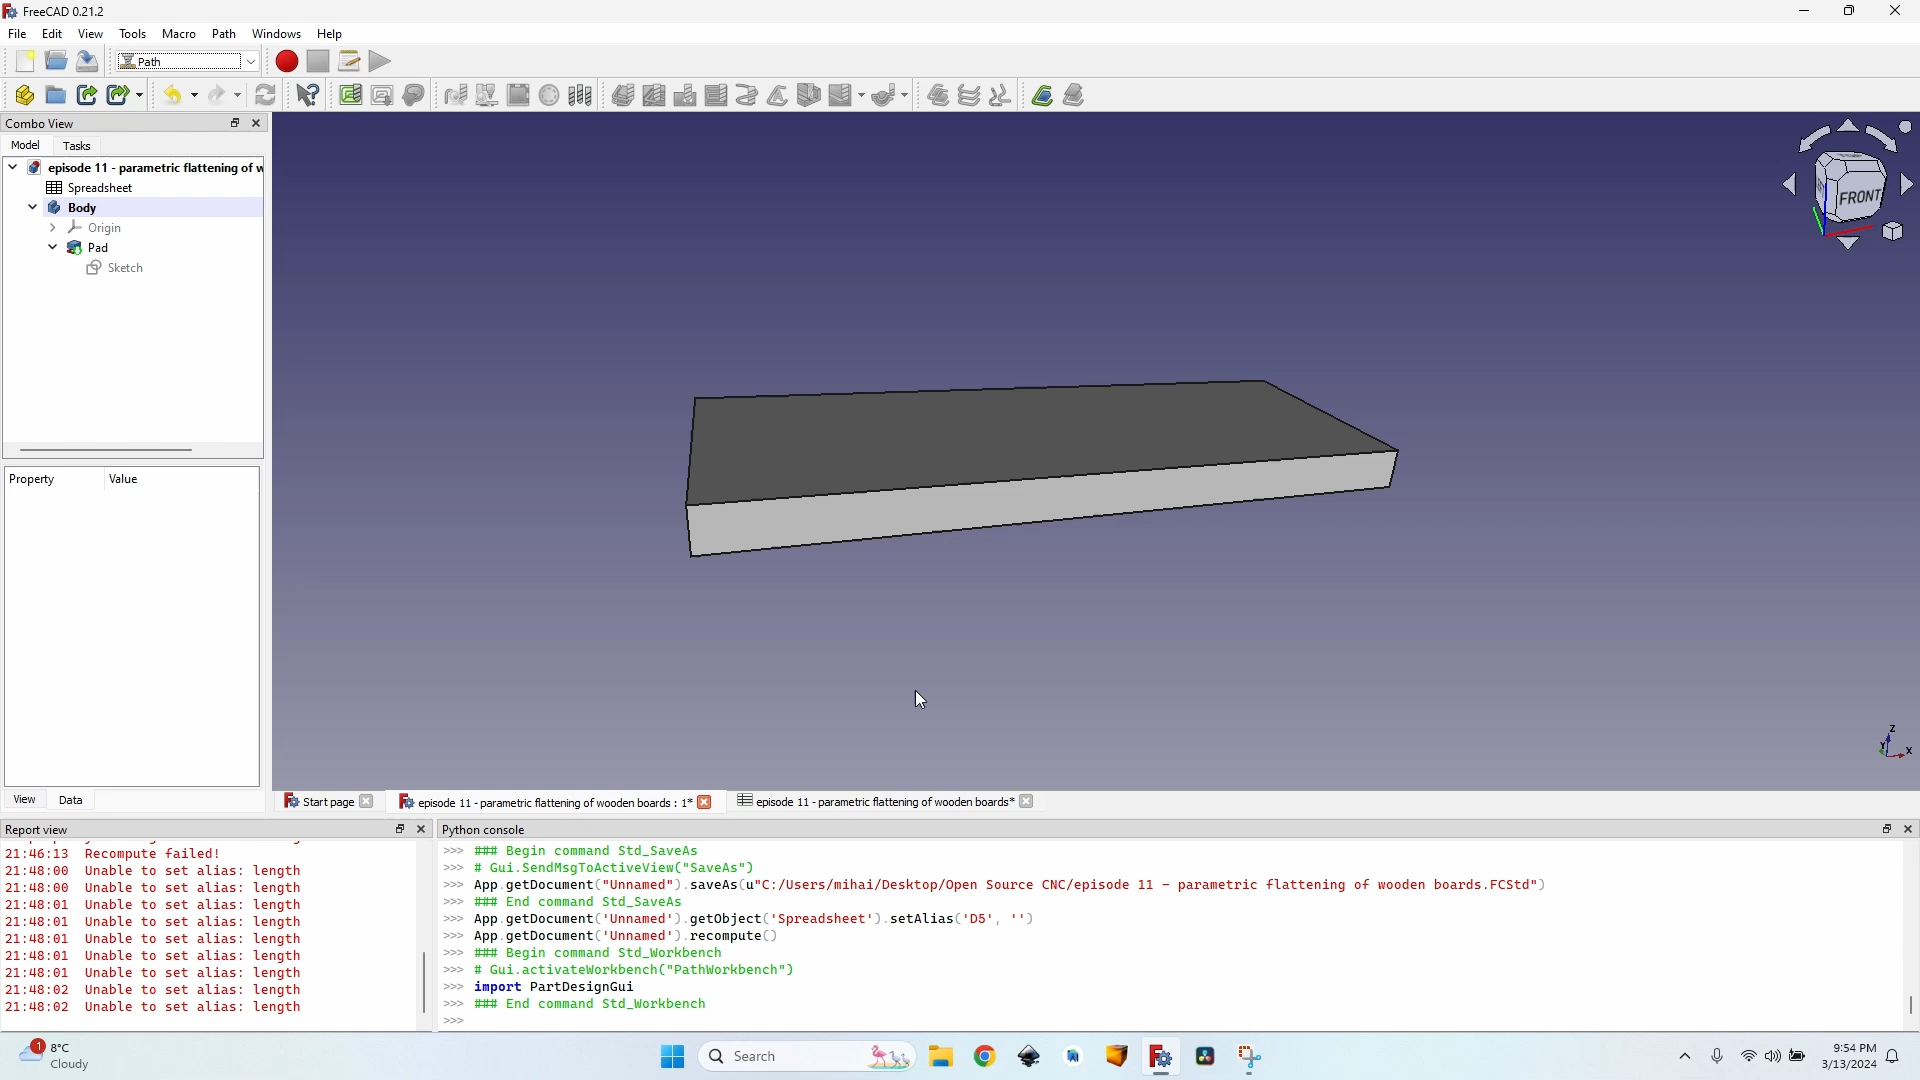 FreeCAD 0.21.2
File Edit View Tools Macro Path Windows Help
Path
Combo View
Model Tasks
episode 11 - parametric flattening of w
Spreadsheet
Body
Origin
Pad
Sketch
Property Value
View Data
FRONT
Z
Y X
Start page
episode 11 - parametric flattening of wooden boards : 1*
episode 11 - parametric flattening of wooden boards*
Report view
21:46:13 Recompute failed!
21:48:00 Unable to set alias: length
21:48:00 Unable to set alias: length
21:48:01 Unable to set alias: length
21:48:01 Unable to set alias: length
21:48:01 Unable to set alias: length
21:48:01 Unable to set alias: length
21:48:01 Unable to set alias: length
21:48:02 Unable to set alias: length
21:48:02 Unable to set alias: length
Python console
>>> ### Begin command Std_SaveAs
>>> # Gui.SendMsgToActiveView("SaveAs")
>>> App.getDocument("Unnamed").saveAs(u"C:/Users/mihai/Desktop/Open Source CNC/episode 11 - parametric flattening of wooden boards.FCStd")
>>> ### End command Std_SaveAs
>>> App.getDocument('Unnamed').getObject('Spreadsheet').setAlias('D5', '')
>>> App.getDocument('Unnamed').recompute()
>>> ### Begin command Std_Workbench
>>> # Gui.activateWorkbench("PathWorkbench")
>>> import PartDesignGui
>>> ### End command Std_Workbench
>>>
1
8°C
Cloudy
Search
9:54 PM
3/13/2024